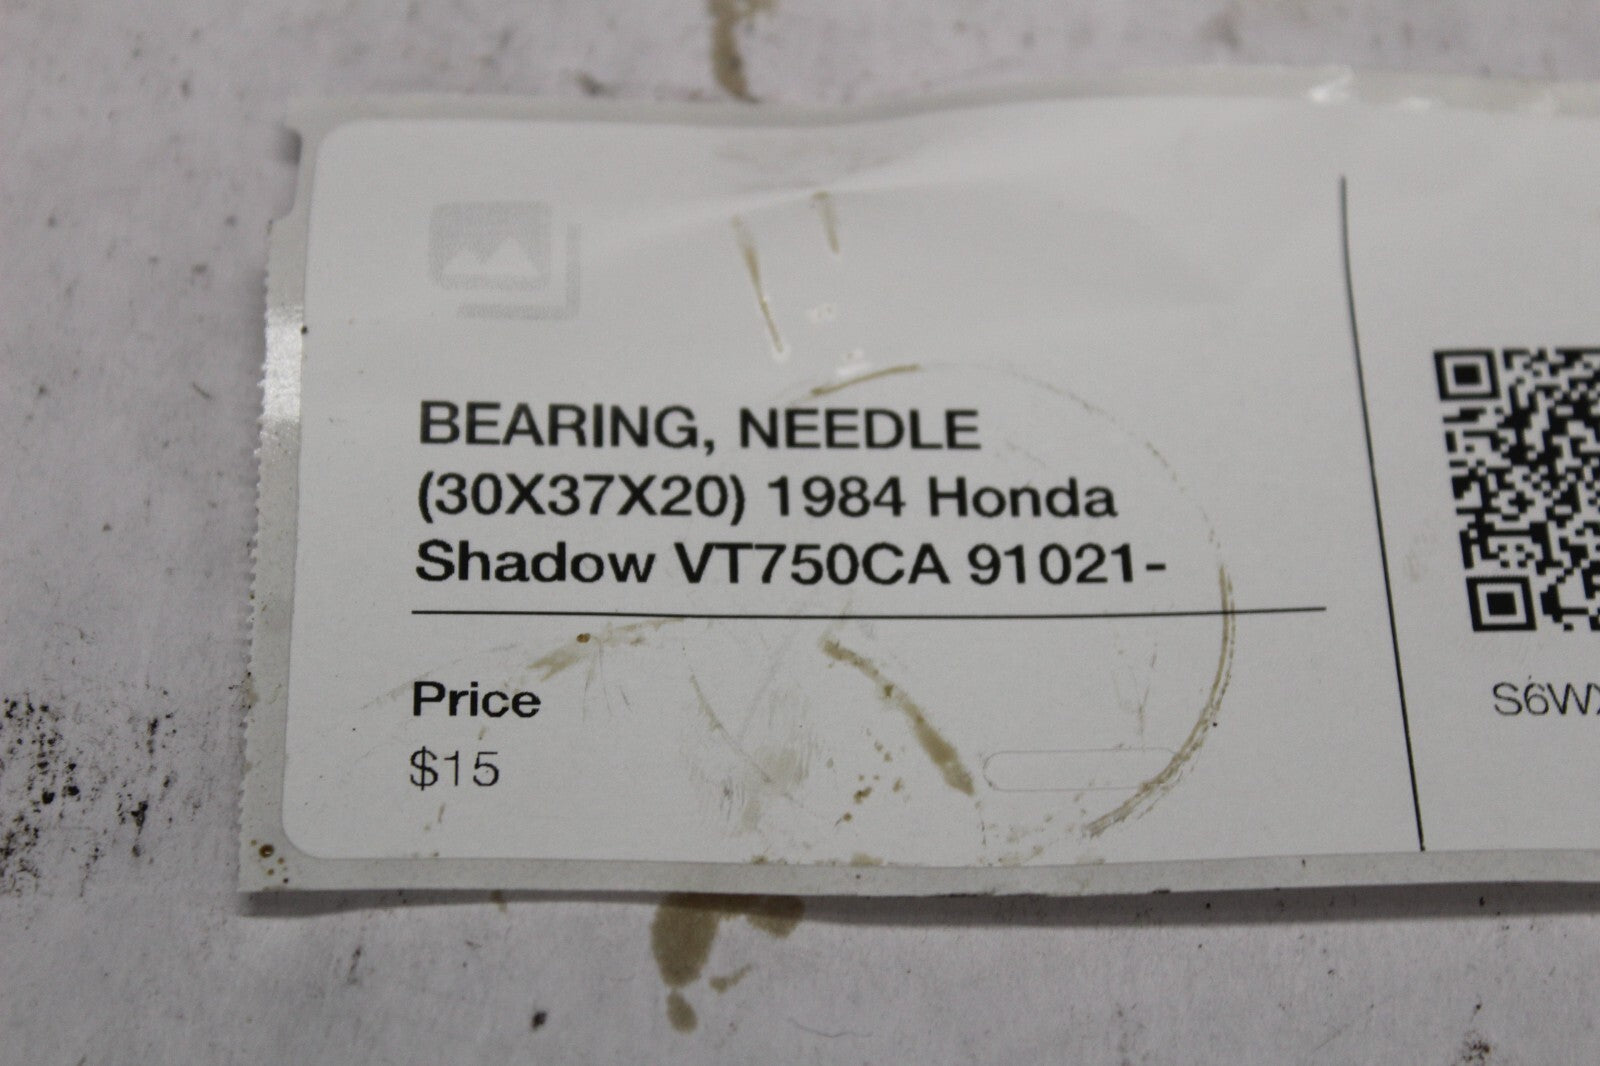 BEARING, NEEDLE
(30X37X20) 1984 Honda
Shadow VT750CA 91021-
Price
$15